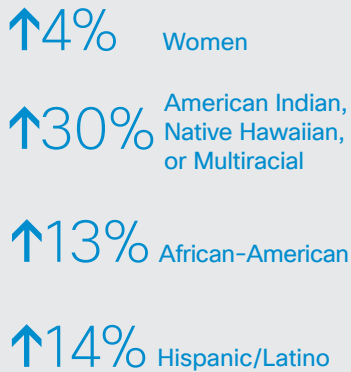 ↑4% Women
↑30% American Indian,
Native Hawaiian,
or Multiracial
↑13% African-American
↑14% Hispanic/Latino